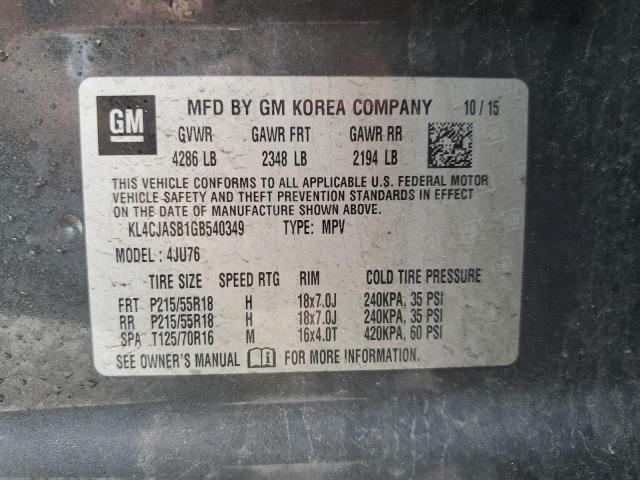 GM MFD BY GM KOREA COMPANY 10 / 15
GVWR GAWR FRT GAWR RR
4286 LB 2348 LB 2194 LB
THIS VEHICLE CONFORMS TO ALL APPLICABLE U.S. FEDERAL MOTOR
VEHICLE SAFETY AND THEFT PREVENTION STANDARDS IN EFFECT
ON THE DATE OF MANUFACTURE SHOWN ABOVE.
KL4CJASB1GB540349 TYPE: MPV
MODEL : 4JU76
TIRE SIZE SPEED RTG RIM COLD TIRE PRESSURE
FRT P215/55R18 H 18x7.0J 240KPA, 35 PSI
RR P215/55R18 H 18x7.0J 240KPA, 35 PSI
SPA T125/70R16 M 16x4.0T 420KPA, 60 PSI
SEE OWNER'S MANUAL FOR MORE INFORMATION.